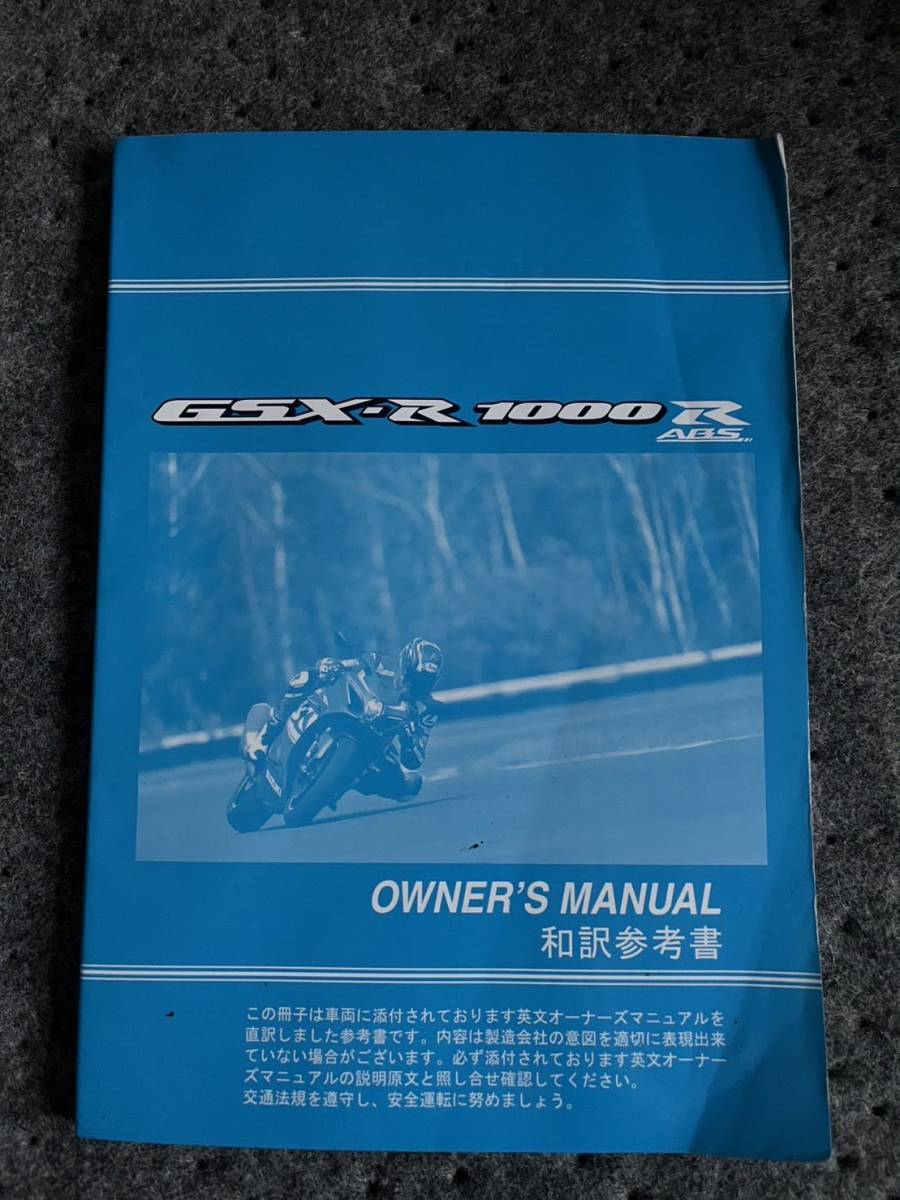 GSX-R 1000 R
ABS
SUZUKI
OWNER'S MANUAL
和訳参考書
この冊子は車両に添付されております英文オーナーズマニュアルを
直訳しました参考書です。内容は製造会社の意図を適切に表現出来
ていない場合がございます。必ず添付されております英文オーナー
ズマニュアルの説明原文と照し合せ確認してください。
交通法規を遵守し、安全運転に努めましょう。